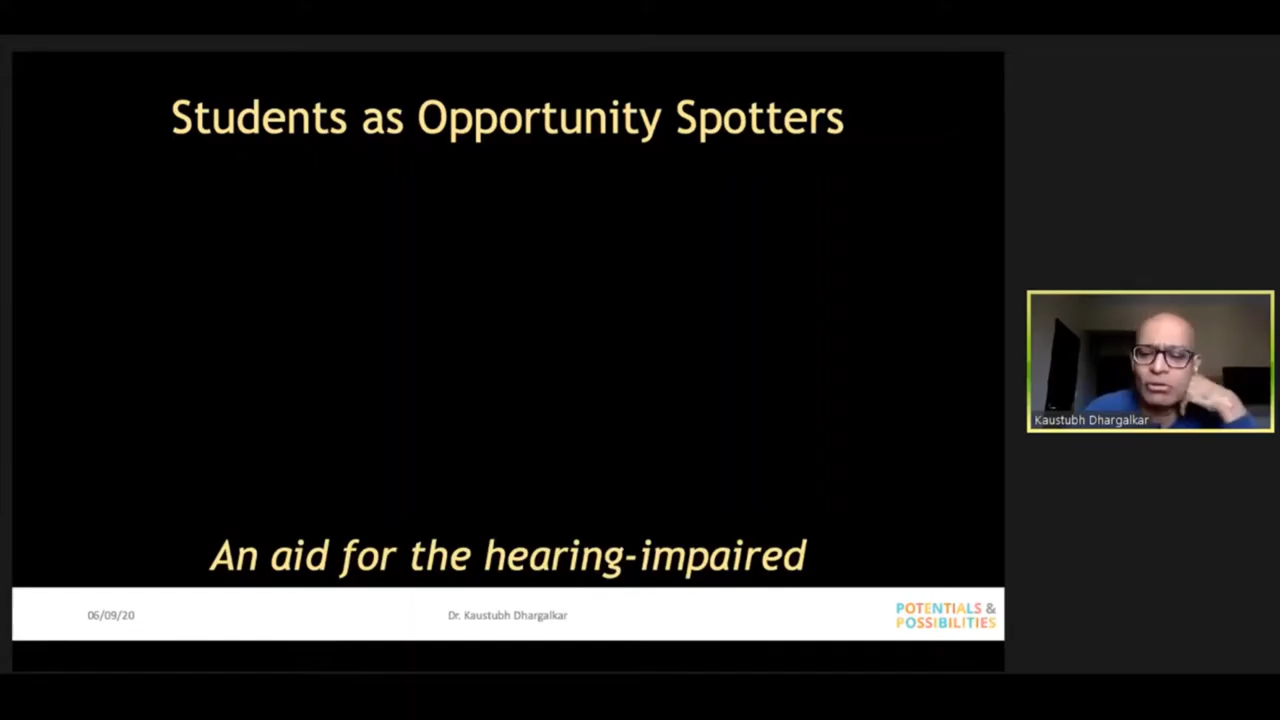 Students as Opportunity Spotters
Kaustubh Dhargalkar
An aid for the hearing-impaired
06/09/20
Dr. Kaustubh Dhargalkar
POTENTIALS &
POSSIBILITIES